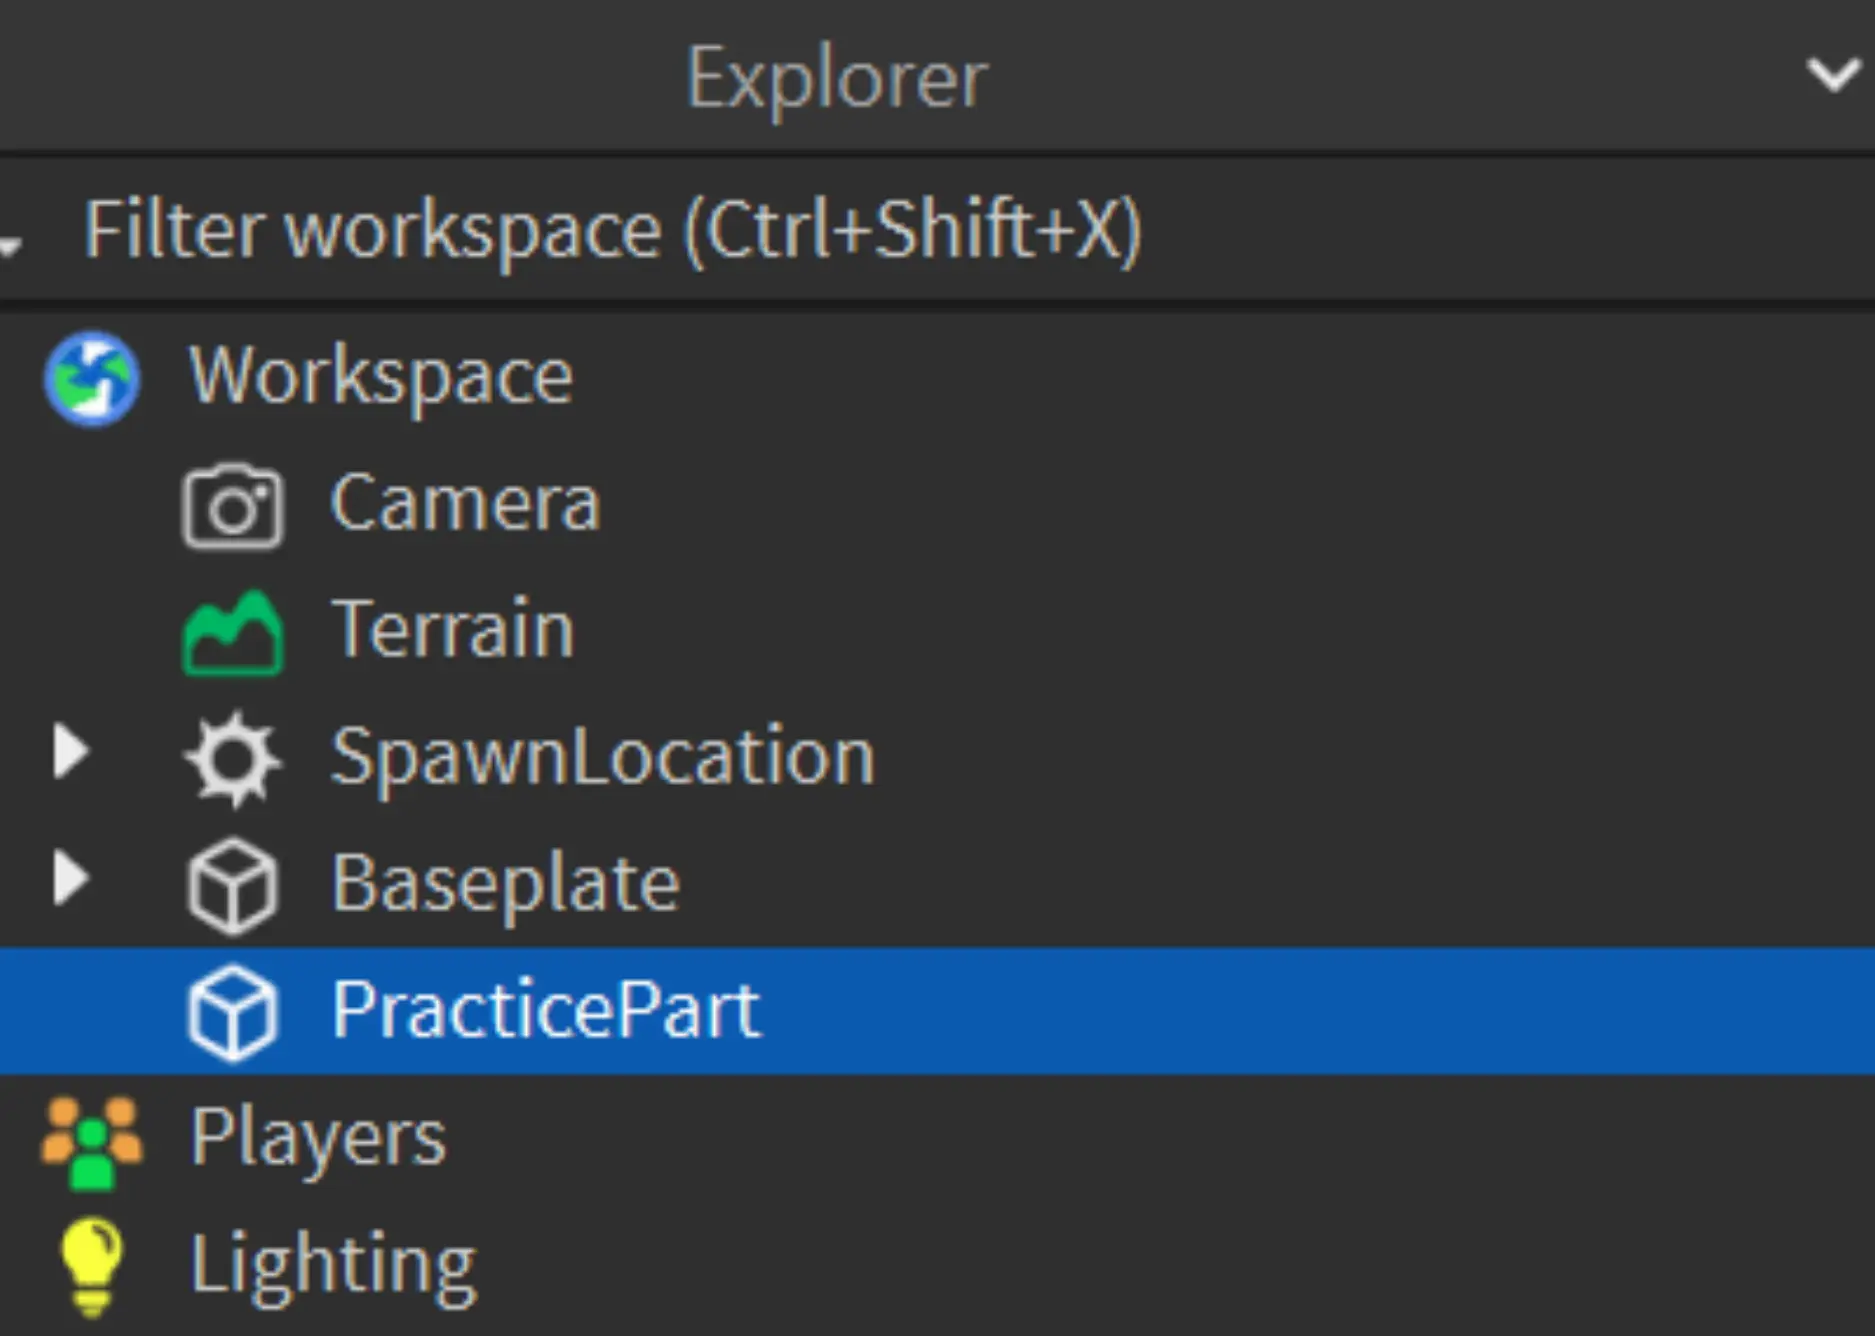 Explorer
Filter workspace (Ctrl+Shift+X)
Workspace
Camera
Terrain
SpawnLocation
Baseplate
PracticePart
Players
Lighting